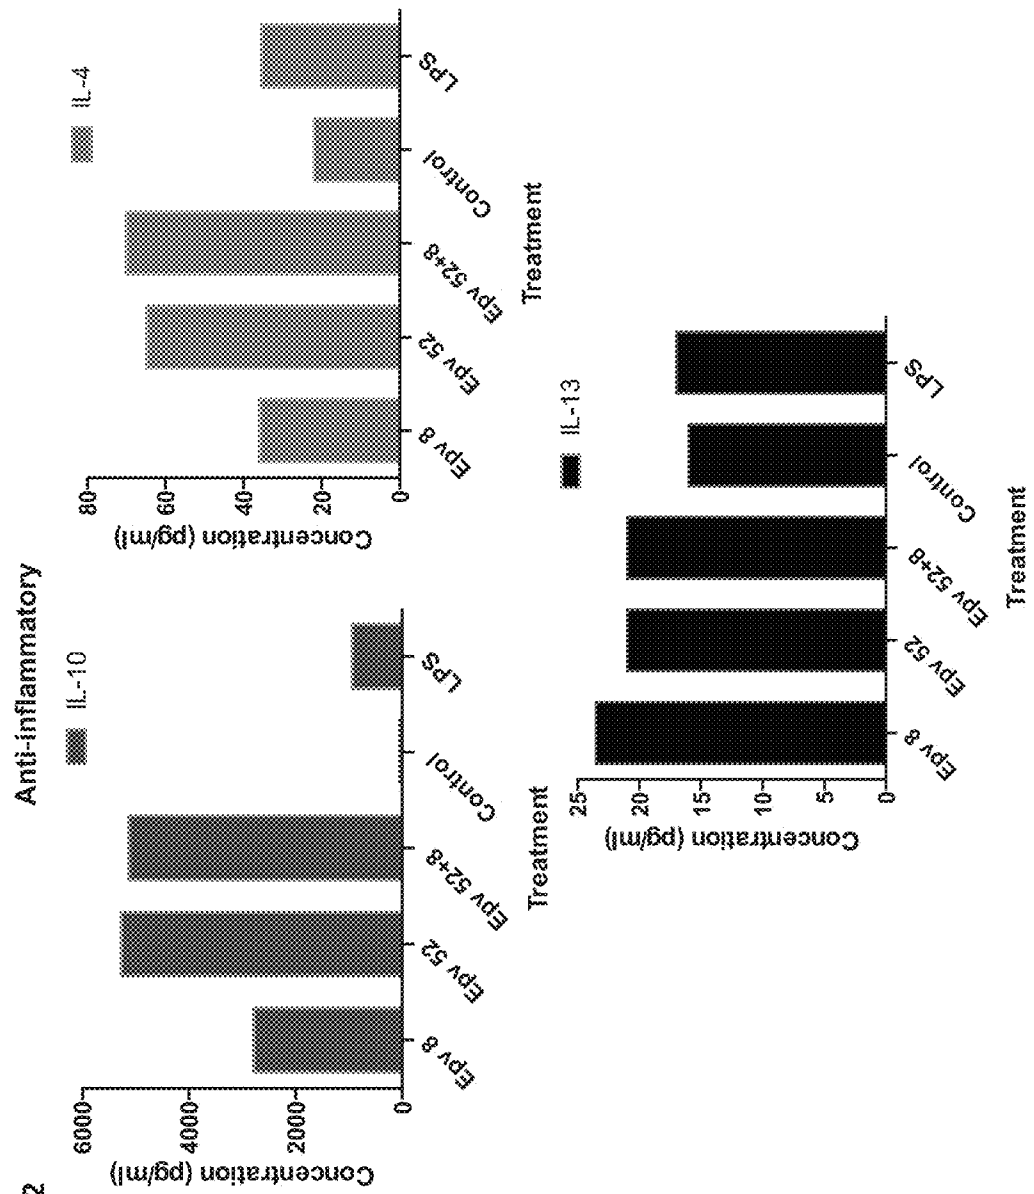 2
Anti-inflammatory
IL-10
Concentration (pg/ml)
6000
4000
2000
0
Epv 8
Epv 52
Epv 52+8
Control
LPS
Treatment
IL-4
Concentration (pg/ml)
80
60
40
20
0
Epv 8
Epv 52
Epv 52+8
Control
LPS
Treatment
IL-13
Concentration (pg/ml)
25
20
15
10
5
0
Epv 8
Epv 52
Epv 52+8
Control
LPS
Treatment